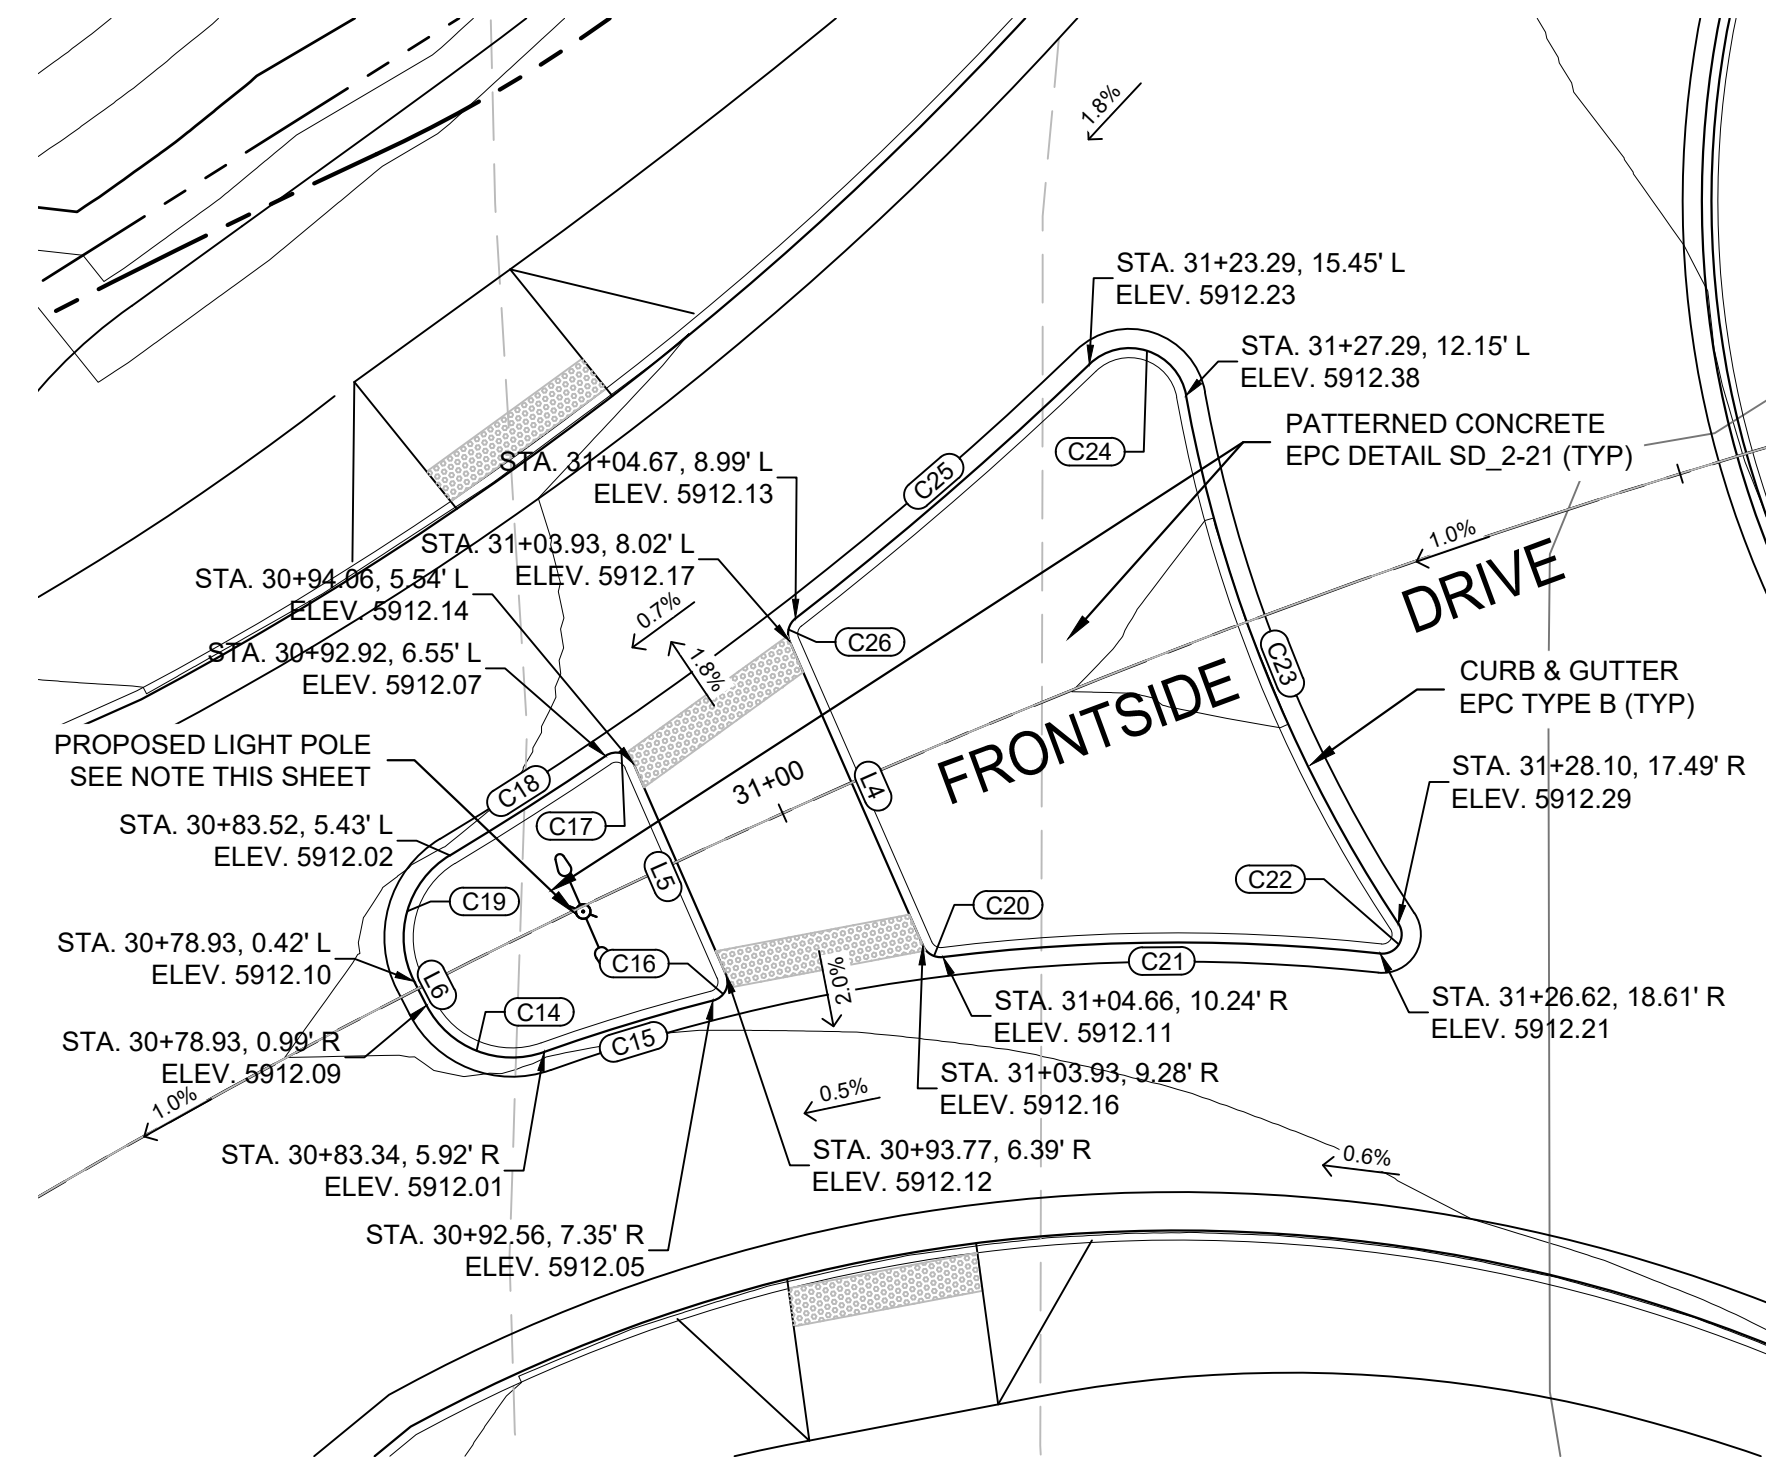 1.8%
STA. 31+23.29, 15.45' L
ELEV. 5912.23
STA. 31+27.29, 12.15' L
ELEV. 5912.38
PATTERNED CONCRETE
EPC DETAIL SD_2-21 (TYP)
C24
C25
STA. 31+04.67, 8.99' L
ELEV. 5912.13
STA. 31+03.93, 8.02' L
ELEV. 5912.17
STA. 30+94.06, 5.54' L
ELEV. 5912.14
STA. 30+92.92, 6.55' L
ELEV. 5912.07
0.7%
1.8%
C26
1.0%
FRONTSIDE DRIVE
C23
CURB & GUTTER
EPC TYPE B (TYP)
PROPOSED LIGHT POLE
SEE NOTE THIS SHEET
C18
31+00
L4
STA. 31+28.10, 17.49' R
ELEV. 5912.29
STA. 30+83.52, 5.43' L
ELEV. 5912.02
C17
L5
C19
C20
C22
STA. 30+78.93, 0.42' L
ELEV. 5912.10
L6
C16
2.0%
C21
STA. 31+04.66, 10.24' R
ELEV. 5912.11
STA. 31+26.62, 18.61' R
ELEV. 5912.21
C14
C15
STA. 30+78.93, 0.99' R
ELEV. 5912.09
1.0%
STA. 31+03.93, 9.28' R
ELEV. 5912.16
0.5%
STA. 30+83.34, 5.92' R
ELEV. 5912.01
STA. 30+93.77, 6.39' R
ELEV. 5912.12
0.6%
STA. 30+92.56, 7.35' R
ELEV. 5912.05